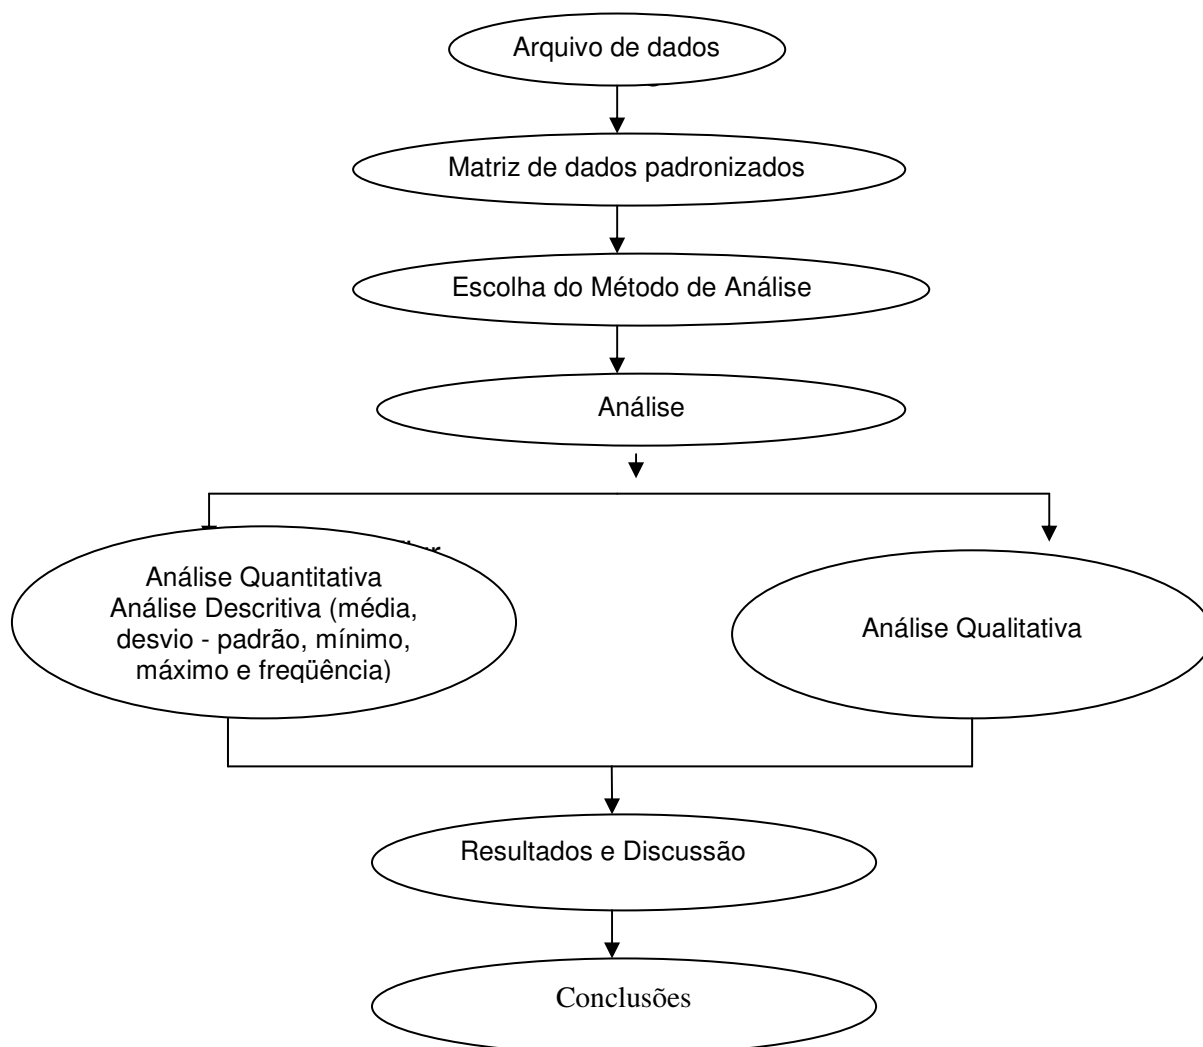 Arquivo de dados
Matriz de dados padronizados
Escolha do Método de Análise
Análise
Análise Quantitativa
Análise Descritiva (média,
desvio - padrão, mínimo,
máximo e freqüência)
Análise Qualitativa
Resultados e Discussão
Conclusões